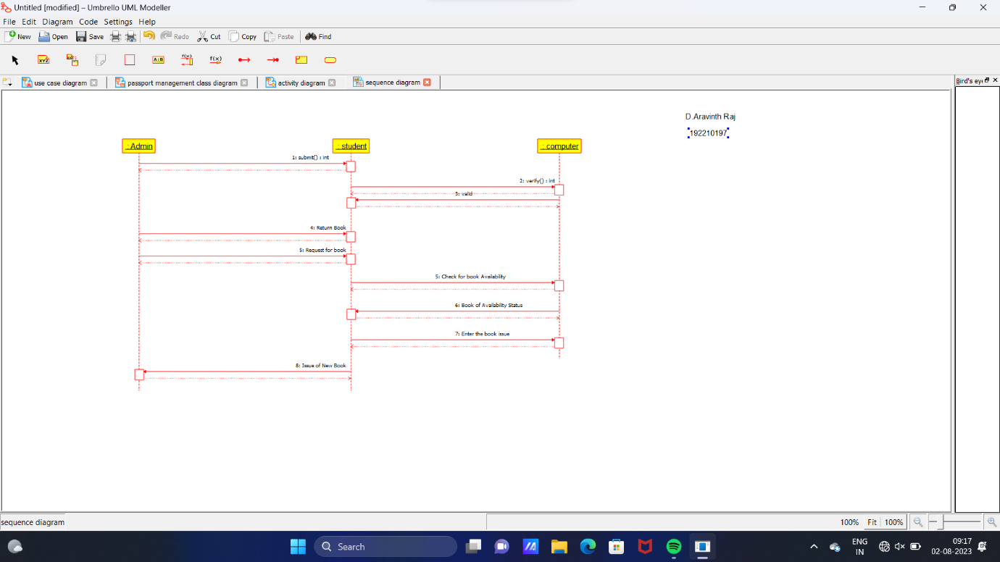 Untitled [modified] – Umbrello UML Modeller
File Edit Diagram Code Settings Help
New Open Save Redo Cut Copy Paste Find
XYZ A:B f(x) f(x)
use case diagram passport management class diagram activity diagram sequence diagram Bird's eye
D.Aravinth Raj
192210197
: Admin : student : computer
1: submit() : int
2: verify() : int
3: valid
4: Return Book
5: Request for book
5: Check for book Availability
6: Book of Availability Status
7: Enter the book issue
8: Issue of New Book
sequence diagram 100% Fit 100%
Search ENG IN 09:17 02-08-2023